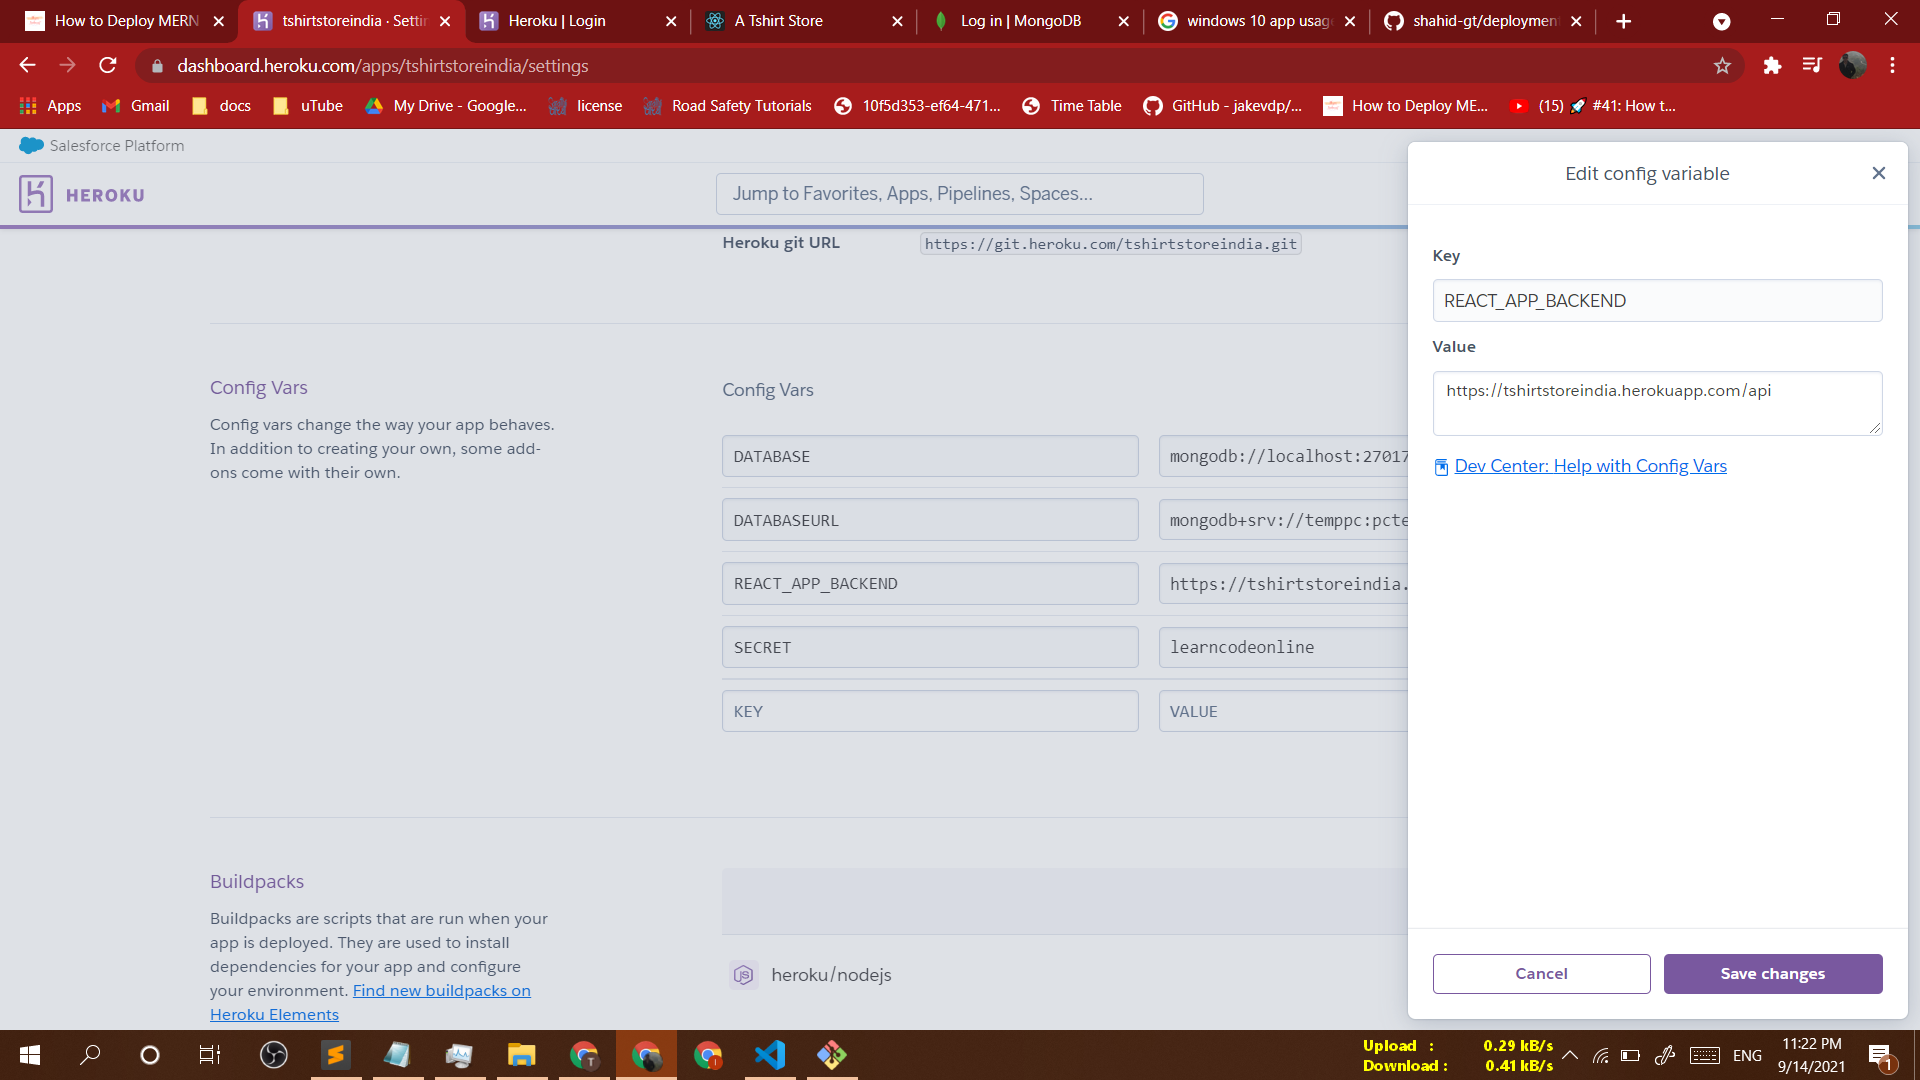 How to Deploy MERN
tshirtstoreindia · Settin
Heroku | Login
A Tshirt Store
Log in | MongoDB
windows 10 app usag
shahid-gt/deploymen
dashboard.heroku.com/apps/tshirtstoreindia/settings
Apps
Gmail
docs
uTube
My Drive - Google...
license
Road Safety Tutorials
10f5d353-ef64-471...
Time Table
GitHub - jakevdp/...
How to Deploy ME...
(15) 🚀 #41: How t...
Salesforce Platform
HEROKU
Jump to Favorites, Apps, Pipelines, Spaces...
Heroku git URL
https://git.heroku.com/tshirtstoreindia.git
Config Vars
Config vars change the way your app behaves.
In addition to creating your own, some add-
ons come with their own.
Config Vars
DATABASE
mongodb://localhost:27017
DATABASEURL
mongodb+srv://temppc:pcte
REACT_APP_BACKEND
https://tshirtstoreindia.
SECRET
learncodeonline
KEY
VALUE
Buildpacks
Buildpacks are scripts that are run when your
app is deployed. They are used to install
dependencies for your app and configure
your environment. Find new buildpacks on
Heroku Elements
heroku/nodejs
Edit config variable
Key
REACT_APP_BACKEND
Value
https://tshirtstoreindia.herokuapp.com/api
Dev Center: Help with Config Vars
Cancel
Save changes
Upload : 0.29 kB/s
Download : 0.41 kB/s
ENG
11:22 PM
9/14/2021
1